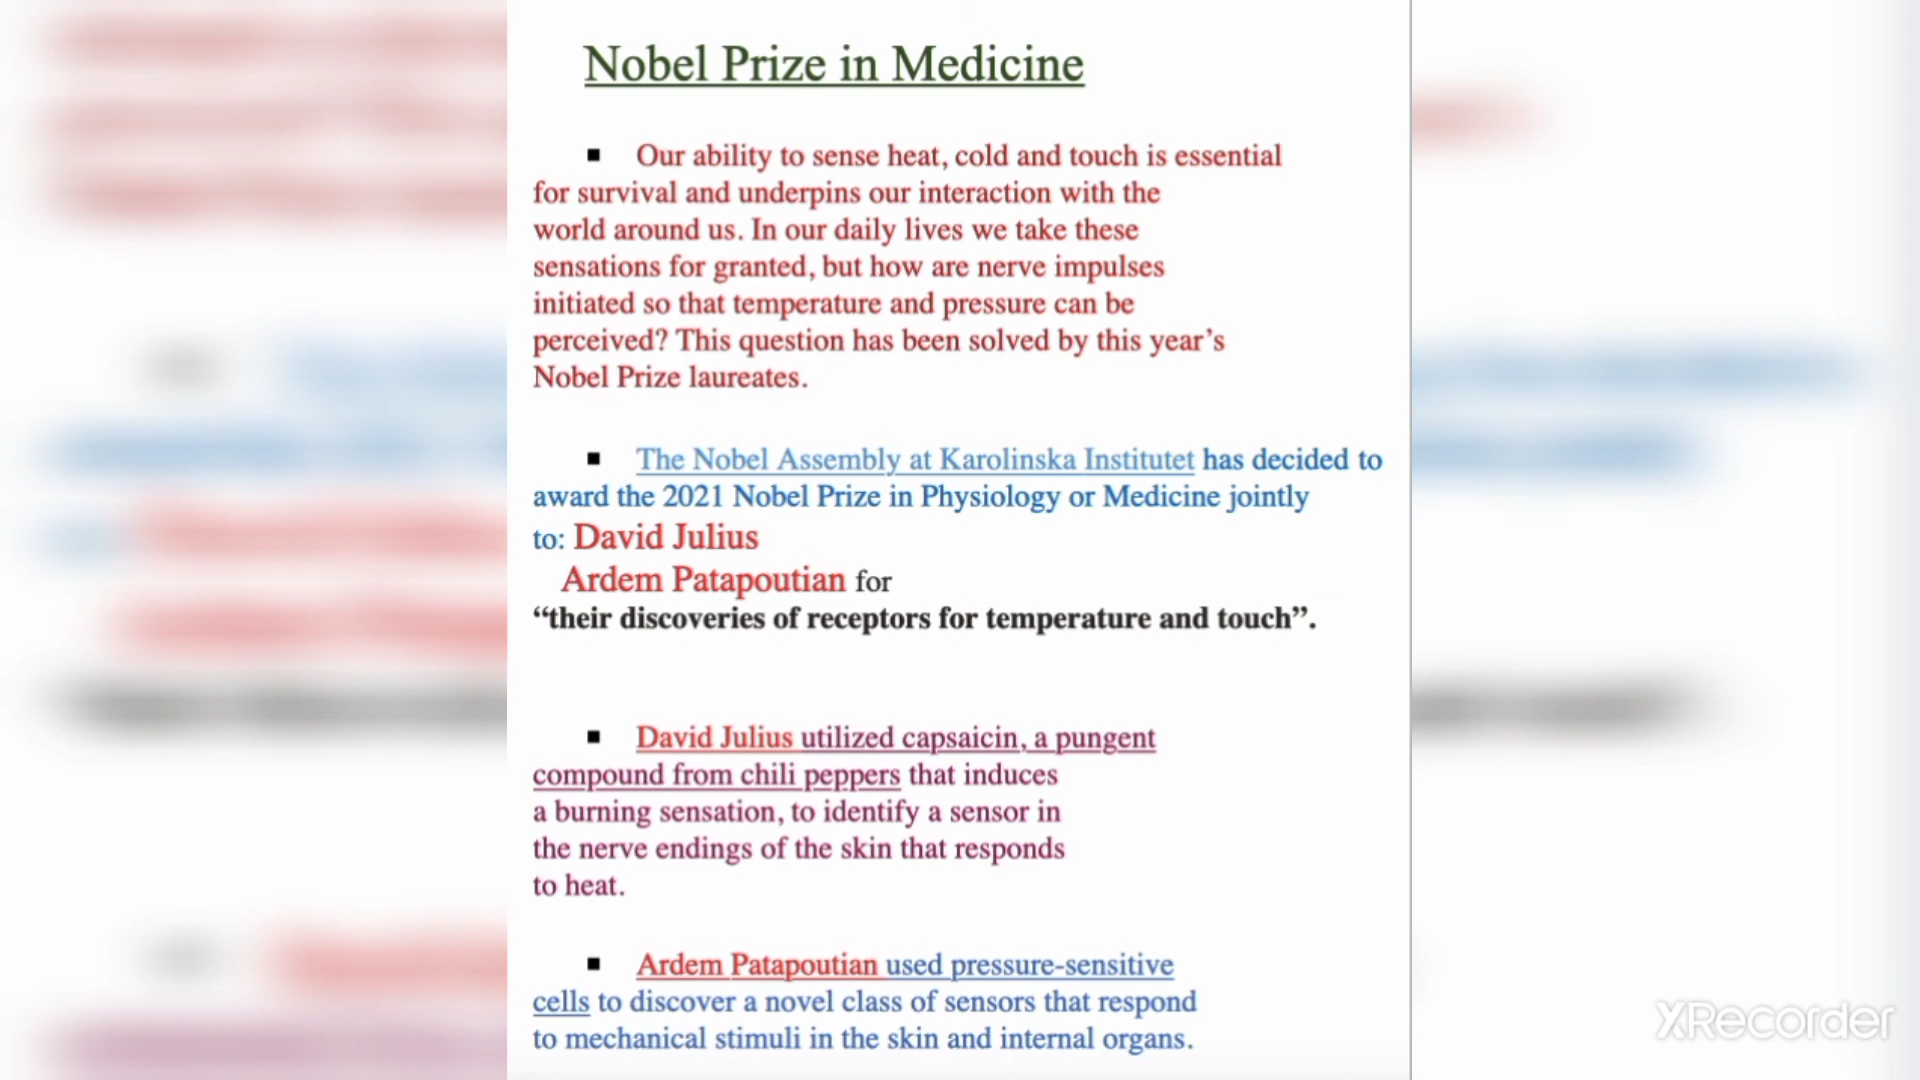 Nobel Prize in Medicine
▪ Our ability to sense heat, cold and touch is essential
for survival and underpins our interaction with the
world around us. In our daily lives we take these
sensations for granted, but how are nerve impulses
initiated so that temperature and pressure can be
perceived? This question has been solved by this year’s
Nobel Prize laureates.
▪ The Nobel Assembly at Karolinska Institutet has decided to
award the 2021 Nobel Prize in Physiology or Medicine jointly
to: David Julius
Ardem Patapoutian for
“their discoveries of receptors for temperature and touch”.
▪ David Julius utilized capsaicin, a pungent
compound from chili peppers that induces
a burning sensation, to identify a sensor in
the nerve endings of the skin that responds
to heat.
▪ Ardem Patapoutian used pressure-sensitive
cells to discover a novel class of sensors that respond
to mechanical stimuli in the skin and internal organs.
XRecorder